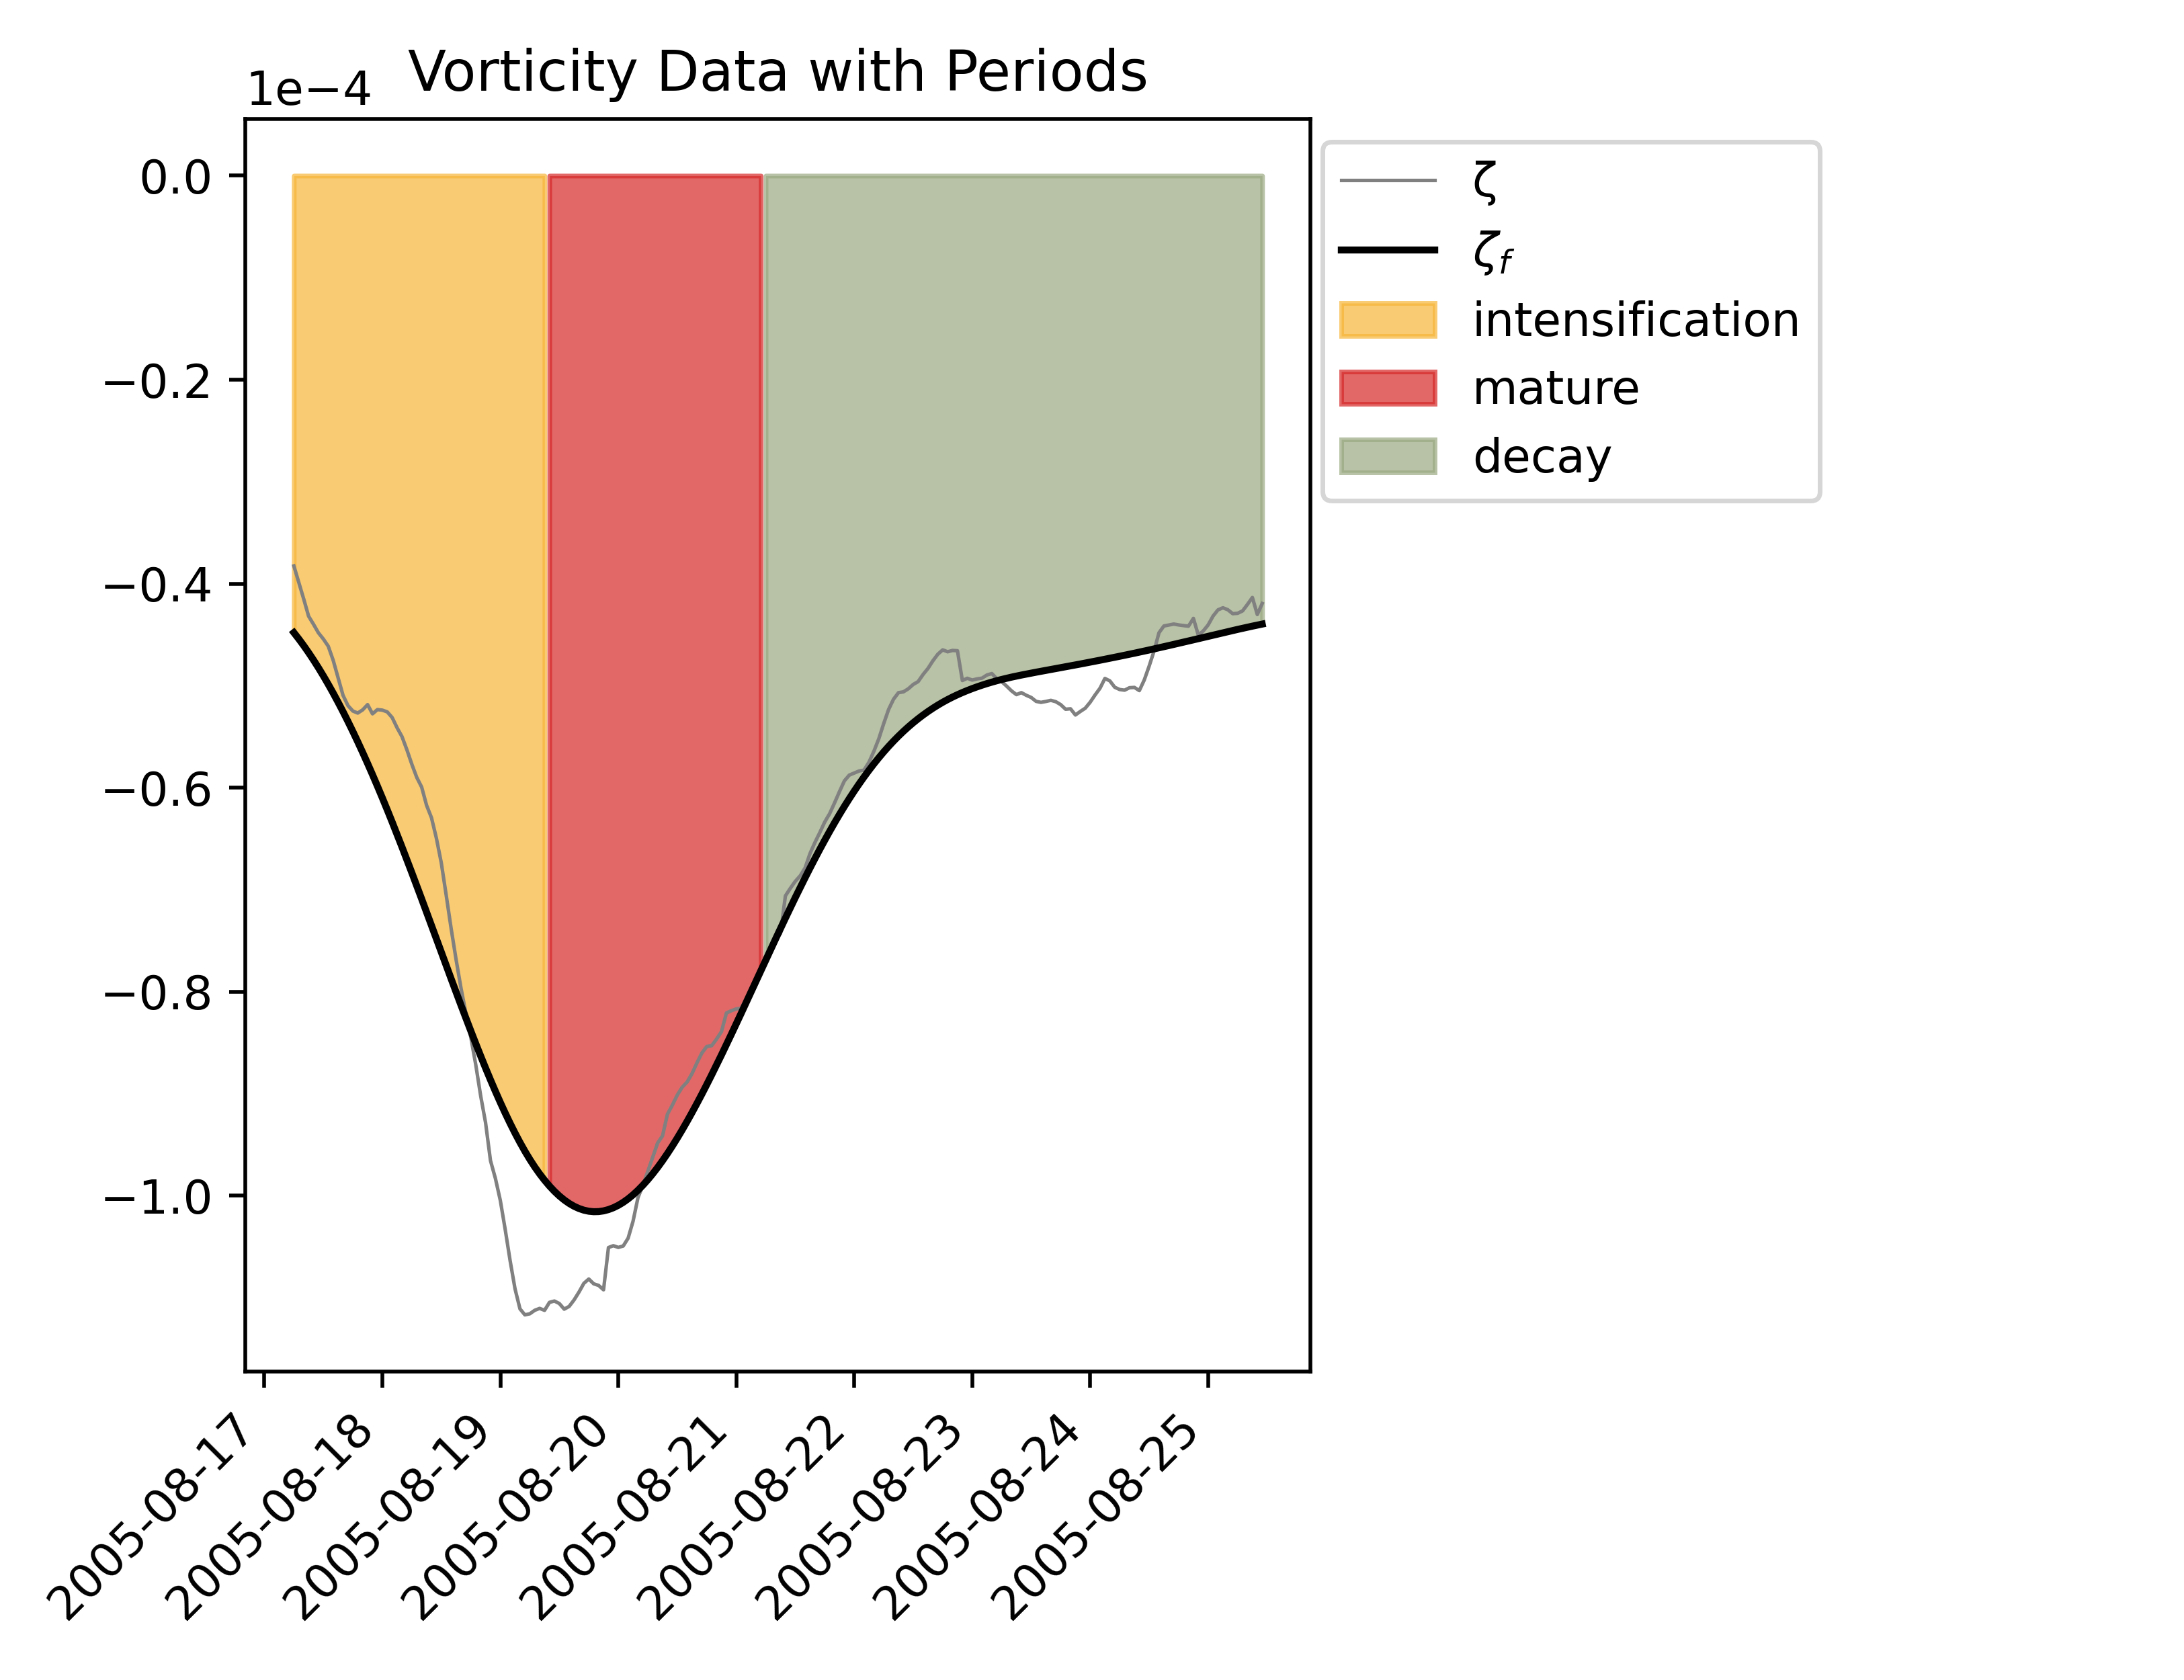 Vorticity Data with Periods
1e−4
0.0
−0.2
−0.4
−0.6
−0.8
−1.0
2005-08-17
2005-08-18
2005-08-19
2005-08-20
2005-08-21
2005-08-22
2005-08-23
2005-08-24
2005-08-25
ζ
ζf
intensification
mature
decay